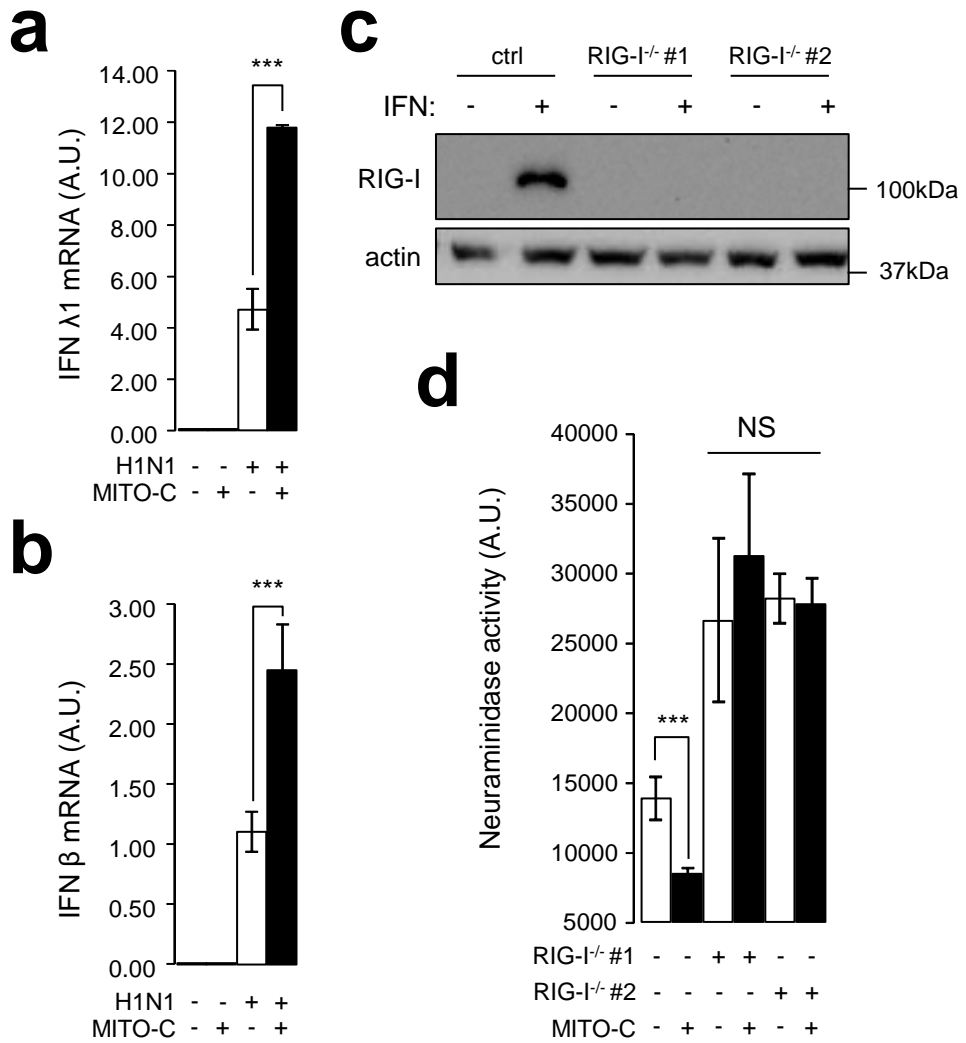 a
***
14.00
12.00
10.00
8.00
6.00
4.00
2.00
0.00
IFN λ1 mRNA (A.U.)
H1N1 - - + +
MITO-C - + - +
b
***
3.00
2.50
2.00
1.50
1.00
0.50
0.00
IFN β mRNA (A.U.)
H1N1 - - + +
MITO-C - + - +
c
ctrl RIG-I-/- #1 RIG-I-/- #2
IFN: - + - + - +
RIG-I 100kDa
actin 37kDa
d
NS
***
40000
35000
30000
25000
20000
15000
10000
5000
Neuraminidase activity (A.U.)
RIG-I-/- #1 - - + + - -
RIG-I-/- #2 - - - - + +
MITO-C - + - + - +